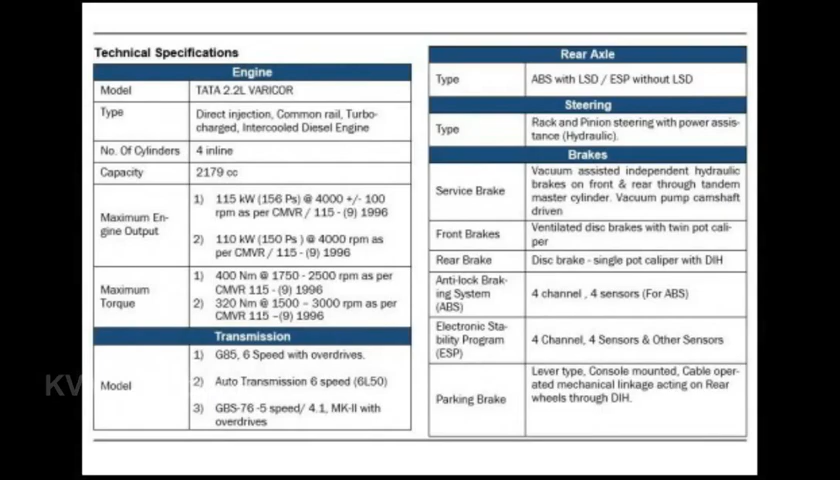 Technical Specifications
Engine
Model TATA 2.2L VARICOR
Type Direct injection, Common rail, Turbo-
charged, Intercooled Diesel Engine
No. Of Cylinders 4 inline
Capacity 2179 cc
Maximum En-
gine Output
1) 115 kW (156 Ps) @ 4000 +/- 100
rpm as per CMVR / 115 - (9) 1996
2) 110 kW (150 Ps ) @ 4000 rpm as
per CMVR / 115 - (9) 1996
Maximum
Torque
1) 400 Nm @ 1750 - 2500 rpm as per
CMVR 115 - (9) 1996
2) 320 Nm @ 1500 – 3000 rpm as per
CMVR 115 –(9) 1996
Transmission
Model
1) G85, 6 Speed with overdrives.
2) Auto Transmission 6 speed (6L50)
3) GBS-76 -5 speed/ 4.1, MK-II with
overdrives
Rear Axle
Type ABS with LSD / ESP without LSD
Steering
Type Rack and Pinion steering with power assis-
tance (Hydraulic).
Brakes
Service Brake
Vacuum assisted independent hydraulic
brakes on front & rear through tandem
master cylinder. Vacuum pump camshaft
driven
Front Brakes Ventilated disc brakes with twin pot cali-
per
Rear Brake Disc brake - single pot caliper with DIH
Anti-lock Brak-
ing System
(ABS)
4 channel , 4 sensors (For ABS)
Electronic Sta-
bility Program
(ESP)
4 Channel, 4 Sensors & Other Sensors
Parking Brake
Lever type, Console mounted, Cable oper-
ated mechanical linkage acting on Rear
wheels through DIH.